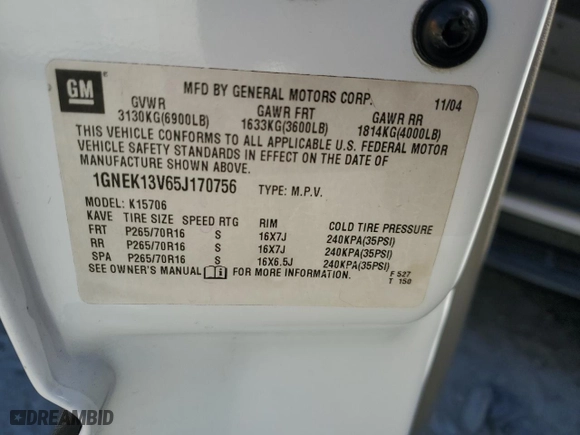 GM
MFD BY GENERAL MOTORS CORP. 11/04
GVWR GAWR FRT GAWR RR
3130KG(6900LB) 1633KG(3600LB) 1814KG(4000LB)
THIS VEHICLE CONFORMS TO ALL APPLICABLE U.S. FEDERAL MOTOR
VEHICLE SAFETY STANDARDS IN EFFECT ON THE DATE OF
MANUFACTURE SHOWN ABOVE.
1GNEK13V65J170756 TYPE: M.P.V.
MODEL: K15706
KAVE TIRE SIZE SPEED RTG RIM COLD TIRE PRESSURE
FRT P265/70R16 S 16X7J 240KPA(35PSI)
RR P265/70R16 S 16X7J 240KPA(35PSI)
SPA P265/70R16 S 16X6.5J 240KPA(35PSI)
SEE OWNER'S MANUAL FOR MORE INFORMATION. F 527
T 150
DREAMBID